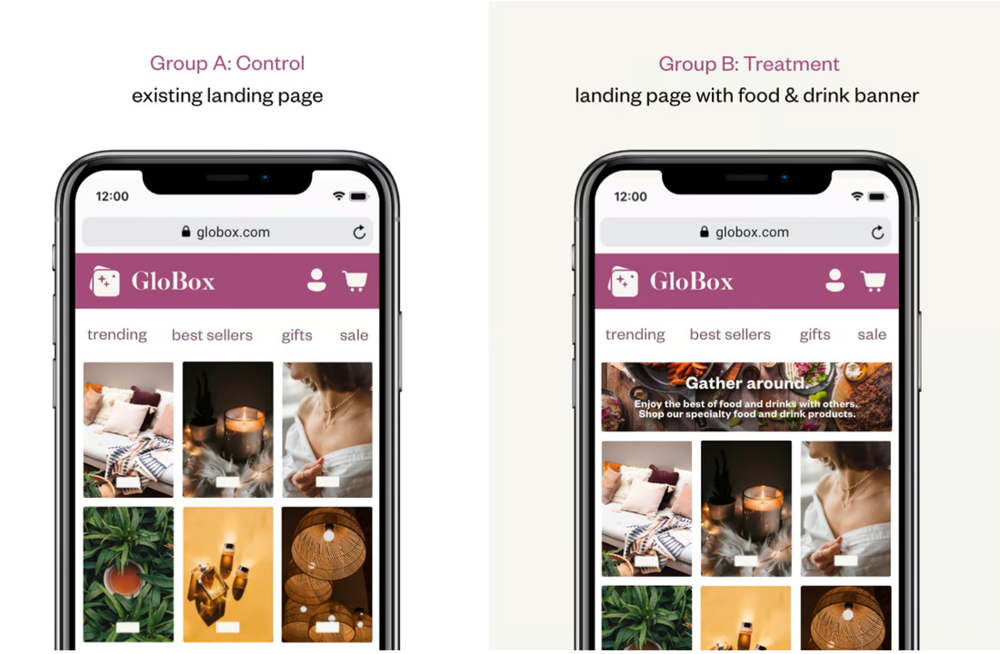 Group A: Control
existing landing page
12:00
globox.com
GloBox
trending best sellers gifts sale
Group B: Treatment
landing page with food & drink banner
12:00
globox.com
GloBox
trending best sellers gifts sale
Gather around.
Enjoy the best of food and drinks with others.
Shop our specialty food and drink products.